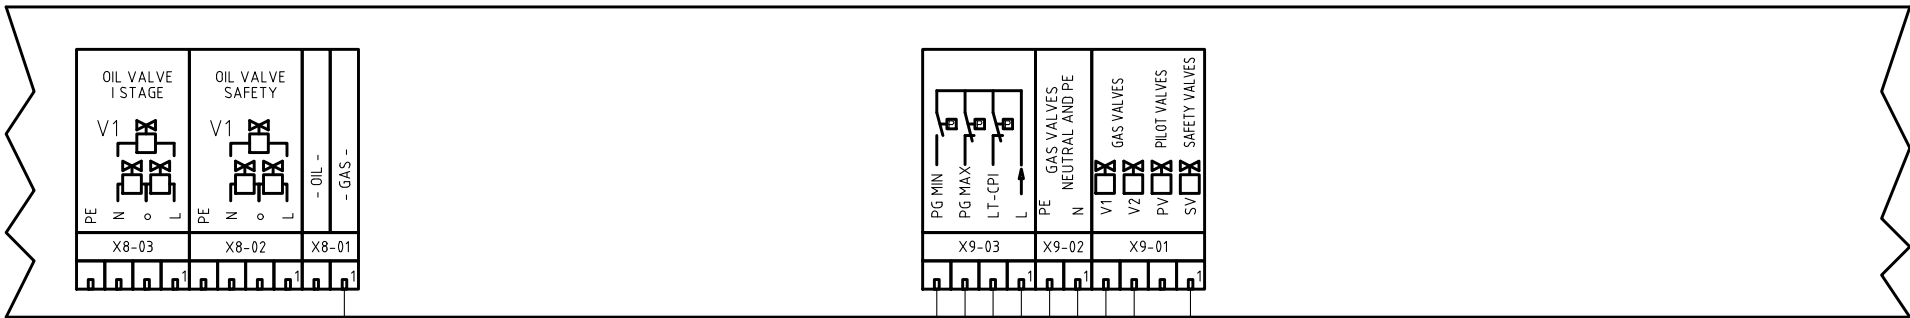 OIL VALVE
I STAGE
V1
PE
N
o
L
X8-03
1
OIL VALVE
SAFETY
V1
PE
N
o
L
X8-02
1
- OIL -
- GAS -
X8-01
1
P
P
P
PG MIN
PG MAX
LT-CPI
L
X9-03
1
GAS VALVES
NEUTRAL AND PE
PE
N
X9-02
1
GAS VALVES
PILOT VALVES
SAFETY VALVES
V1
V2
PV
SV
X9-01
1